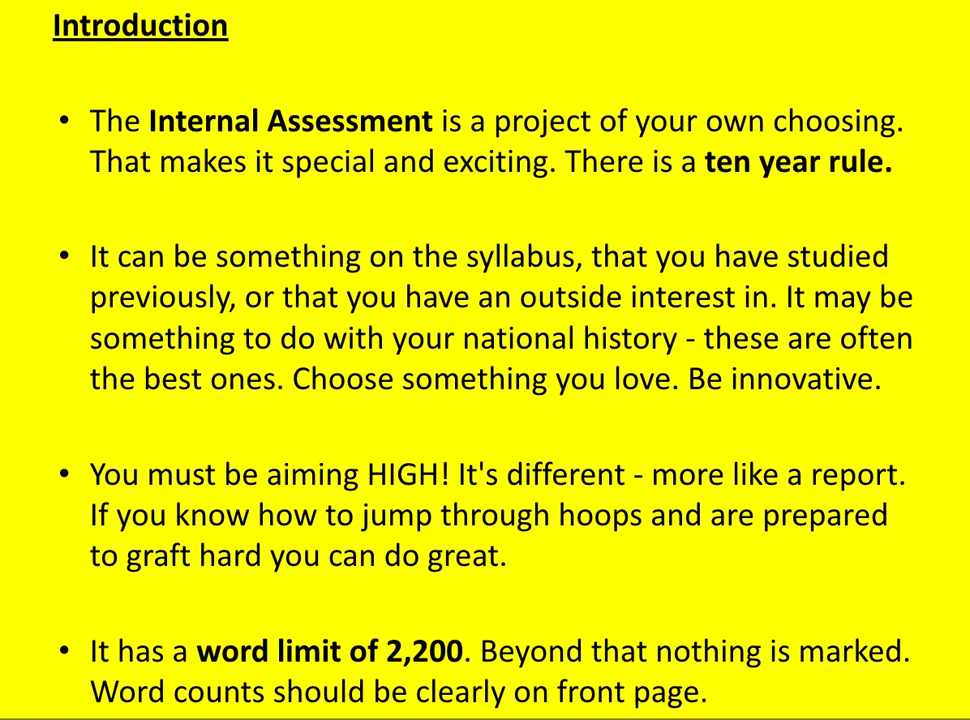 Introduction
• The Internal Assessment is a project of your own choosing.
That makes it special and exciting. There is a ten year rule.
• It can be something on the syllabus, that you have studied
previously, or that you have an outside interest in. It may be
something to do with your national history - these are often
the best ones. Choose something you love. Be innovative.
• You must be aiming HIGH! It's different - more like a report.
If you know how to jump through hoops and are prepared
to graft hard you can do great.
• It has a word limit of 2,200. Beyond that nothing is marked.
Word counts should be clearly on front page.